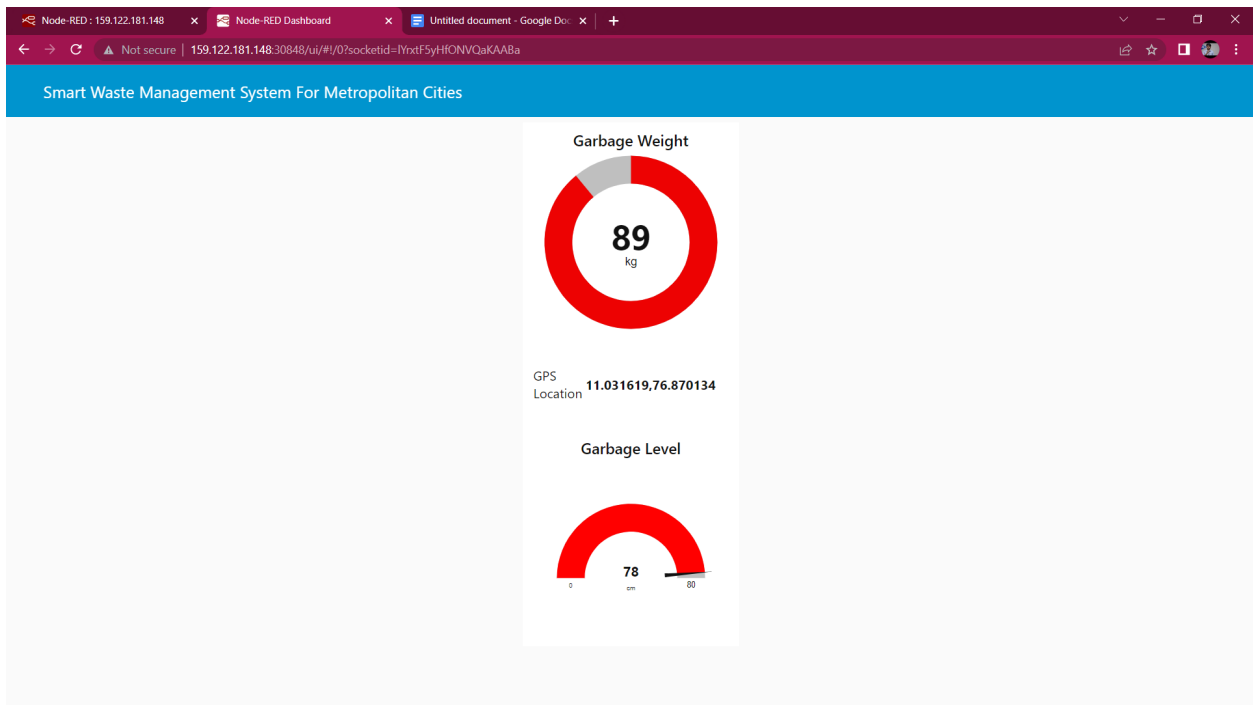 Node-RED : 159.122.181.148
Node-RED Dashboard
Untitled document - Google Doc
Not secure
159.122.181.148:30848/ui/#!/0?socketid=IYrxtF5yHfONVQaKAABa
Smart Waste Management System For Metropolitan Cities
Garbage Weight
89
kg
GPS
Location
11.031619,76.870134
Garbage Level
78
0
cm
80